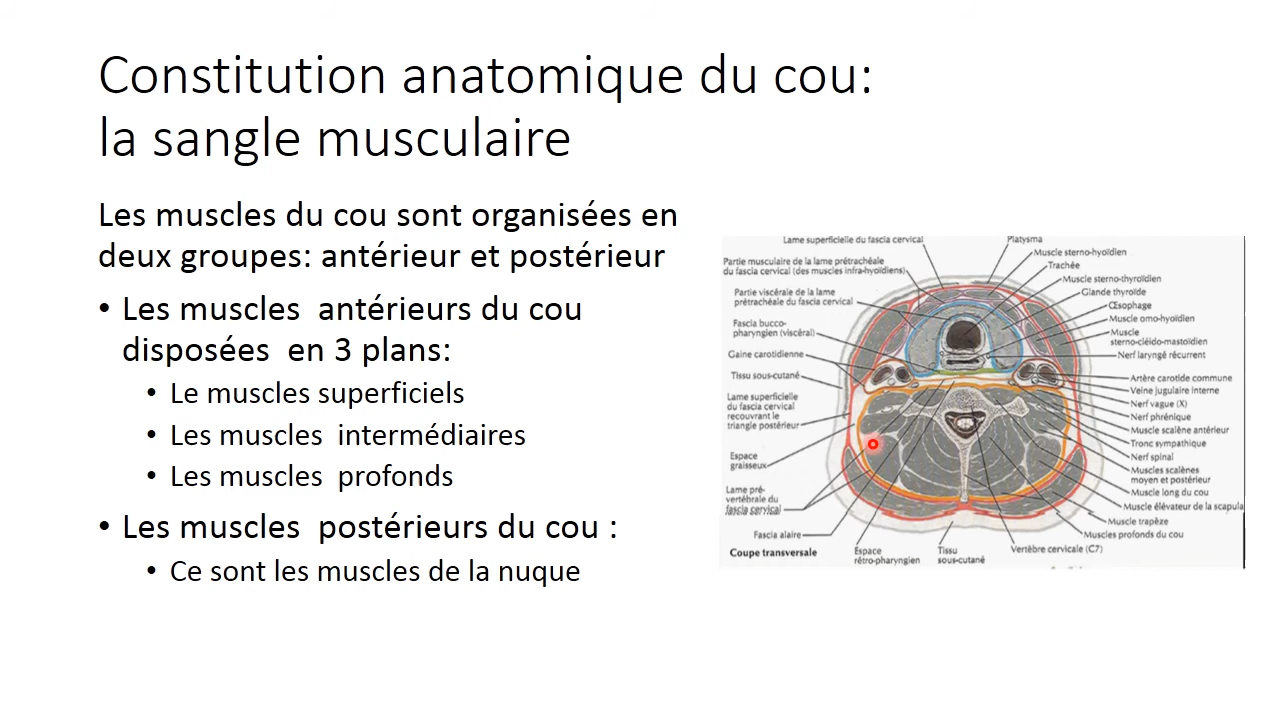 Constitution anatomique du cou:
la sangle musculaire
Les muscles du cou sont organisées en
deux groupes: antérieur et postérieur
• Les muscles antérieurs du cou
disposées en 3 plans:
• Le muscles superficiels
• Les muscles intermédiaires
• Les muscles profonds
• Les muscles postérieurs du cou :
• Ce sont les muscles de la nuque
Lame superficielle du fascia cervical
Partie musculaire de la lame prétrachéale
du fascia cervical (des muscles infra-hyoïdiens)
Partie viscérale de la lame
prétrachéale du fascia cervical
Fascia bucco-
pharyngien (viscéral)
Gaine carotidienne
Tissu sous-cutané
Lame superficielle
du fascia cervical
recouvrant le
triangle postérieur
Espace
graisseux
Lame pré-
vertébrale du
fascia servical
Fascia alaire
Coupe transversale
Espace
rétro-pharyngien
Tissu
sous-cutané
Vertèbre cervicale (C7)
Platysma
Muscle sterno-hyoïdien
Trachée
Muscle sterno-thyroïdien
Glande thyroïde
Œsophage
Muscle omo-hyoïdien
Muscle
sterno-cléido-mastoïdien
Nerf laryngé récurrent
Artère carotide commune
Veine jugulaire interne
Nerf vague (X)
Nerf phrénique
Muscle scalène antérieur
Tronc sympathique
Nerf spinal
Muscles scalènes
moyen et postérieur
Muscle long du cou
Muscle élévateur de la scapula
Muscle trapèze
Muscles profonds du cou